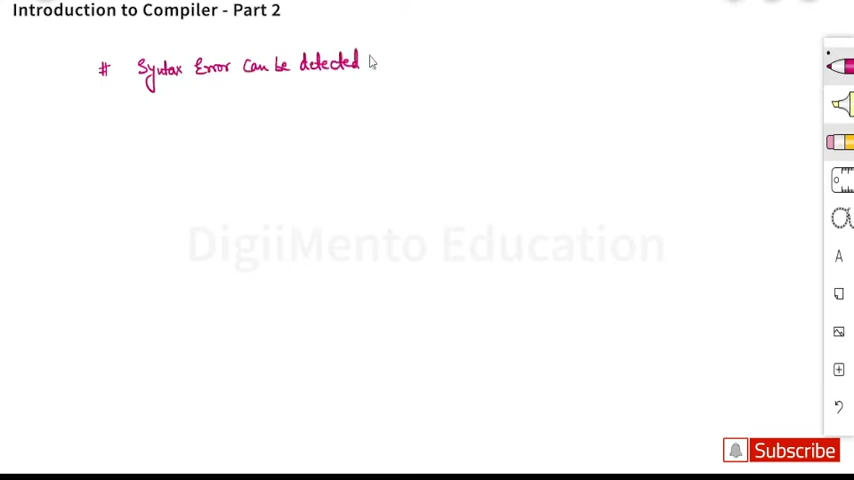 Introduction to Compiler - Part 2
# Syntax Error Can be detected
DigiiMento Education
A
Subscribe